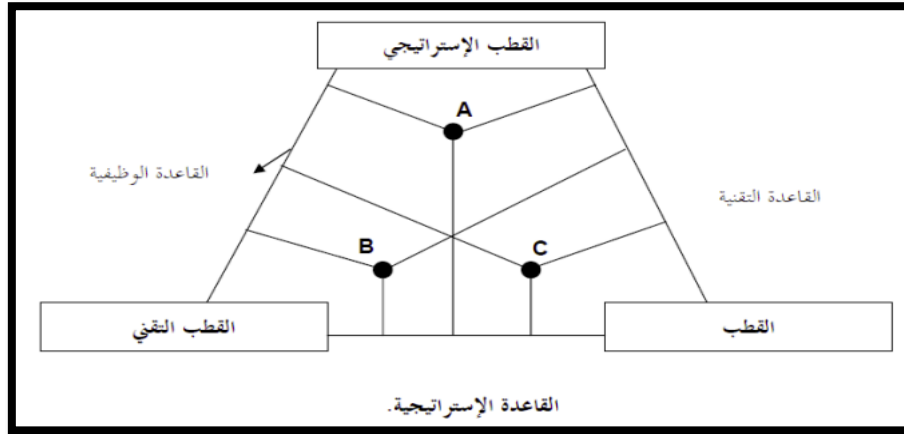 القطب الإستراتيجي
A
القاعدة الوظيفية
القاعدة التقنية
B
C
القطب التقني
القطب
القاعدة الإستراتيجية.